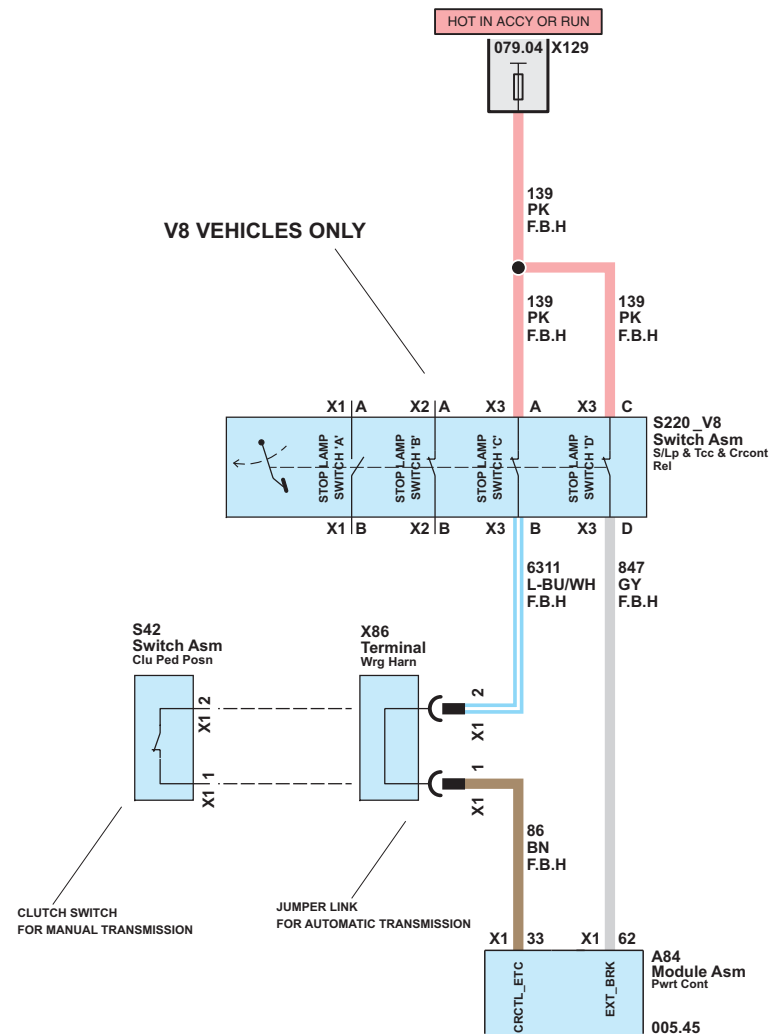 HOT IN ACCY OR RUN
079.04 X129
139
PK
F.B.H
V8 VEHICLES ONLY
139
PK
F.B.H
139
PK
F.B.H
X1 A
X2 A
X3 A
X3 C
S220_V8
Switch Asm
S/Lp & Tcc & Crcont
Rel
STOP LAMP
SWITCH 'A'
STOP LAMP
SWITCH 'B'
STOP LAMP
SWITCH 'C'
STOP LAMP
SWITCH 'D'
X1 B
X2 B
X3 B
X3 D
6311
L-BU/WH
F.B.H
847
GY
F.B.H
S42
Switch Asm
Clu Ped Posn
X86
Terminal
Wrg Harn
X1 2
X1 2
X1 1
X1 1
86
BN
F.B.H
CLUTCH SWITCH
FOR MANUAL TRANSMISSION
JUMPER LINK
FOR AUTOMATIC TRANSMISSION
X1 33
X1 62
A84
Module Asm
Pwrt Cont
CRCTL_ETC
EXT_BRK
005.45